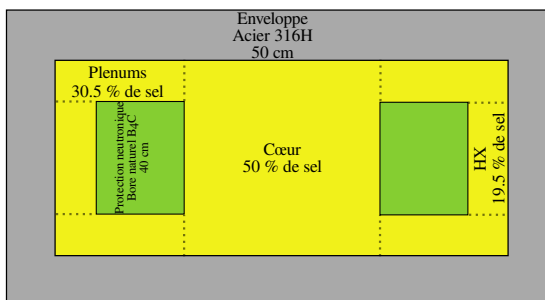 Enveloppe
Acier 316H
50 cm
Plenums
30.5 % de sel
Protection neutronique
Bore naturel B₄C
40 cm
Cœur
50 % de sel
HX
19.5 % de sel